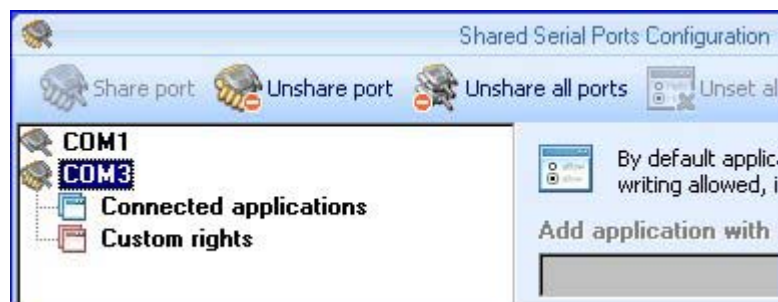 Shared Serial Ports Configuration
Share port Unshare port Unshare all ports Unset al
COM1
COM3
Connected applications
Custom rights
By default applic
writing allowed, i
Add application with